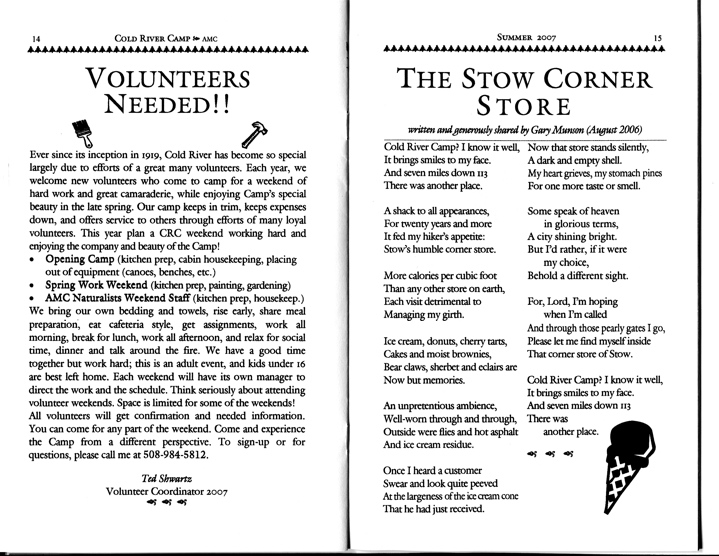 14
COLD RIVER CAMP AMC
VOLUNTEERS
NEEDED!!
Ever since its inception in 1919, Cold River has become so special
largely due to efforts of a great many volunteers. Each year, we
welcome new volunteers who come to camp for a weekend of
hard work and great camaraderie, while enjoying Camp's special
beauty in the late spring. Our camp keeps in trim, keeps expenses
down, and offers service to others through efforts of many loyal
volunteers. This year plan a CRC weekend working hard and
enjoying the company and beauty of the Camp!
• Opening Camp (kitchen prep, cabin housekeeping, placing
out of equipment (canoes, benches, etc.)
• Spring Work Weekend (kitchen prep, painting, gardening)
• AMC Naturalists Weekend Staff (kitchen prep, housekeep.)
We bring our own bedding and towels, rise early, share meal
preparation, eat cafeteria style, get assignments, work all
morning, break for lunch, work all afternoon, and relax for social
time, dinner and talk around the fire. We have a good time
together but work hard; this is an adult event, and kids under 16
are best left home. Each weekend will have its own manager to
direct the work and the schedule. Think seriously about attending
volunteer weekends. Space is limited for some of the weekends!
All volunteers will get confirmation and needed information.
You can come for any part of the weekend. Come and experience
the Camp from a different perspective. To sign-up or for
questions, please call me at 508-984-5812.
Ted Shwartz
Volunteer Coordinator 2007
SUMMER 2007
15
THE STOW CORNER
STORE
written and generously shared by Gary Munson (August 2006)
Cold River Camp? I know it well,
It brings smiles to my face.
And seven miles down 113
There was another place.
A shack to all appearances,
For twenty years and more
It fed my hiker's appetite:
Stow's humble corner store.
More calories per cubic foot
Than any other store on earth,
Each visit detrimental to
Managing my girth.
Ice cream, donuts, cherry tarts,
Cakes and moist brownies,
Bear claws, sherbet and eclairs are
Now but memories.
An unpretentious ambience,
Well-worn through and through,
Outside were flies and hot asphalt
And ice cream residue.
Once I heard a customer
Swear and look quite peeved
At the largeness of the ice cream cone
That he had just received.
Now that store stands silently,
A dark and empty shell.
My heart grieves, my stomach pines
For one more taste or smell.
Some speak of heaven
in glorious terms,
A city shining bright.
But I'd rather, if it were
my choice,
Behold a different sight.
For, Lord, I'm hoping
when I'm called
And through those pearly gates I go,
Please let me find myself inside
That corner store of Stow.
Cold River Camp? I know it well,
It brings smiles to my face.
And seven miles down 113
There was
another place.